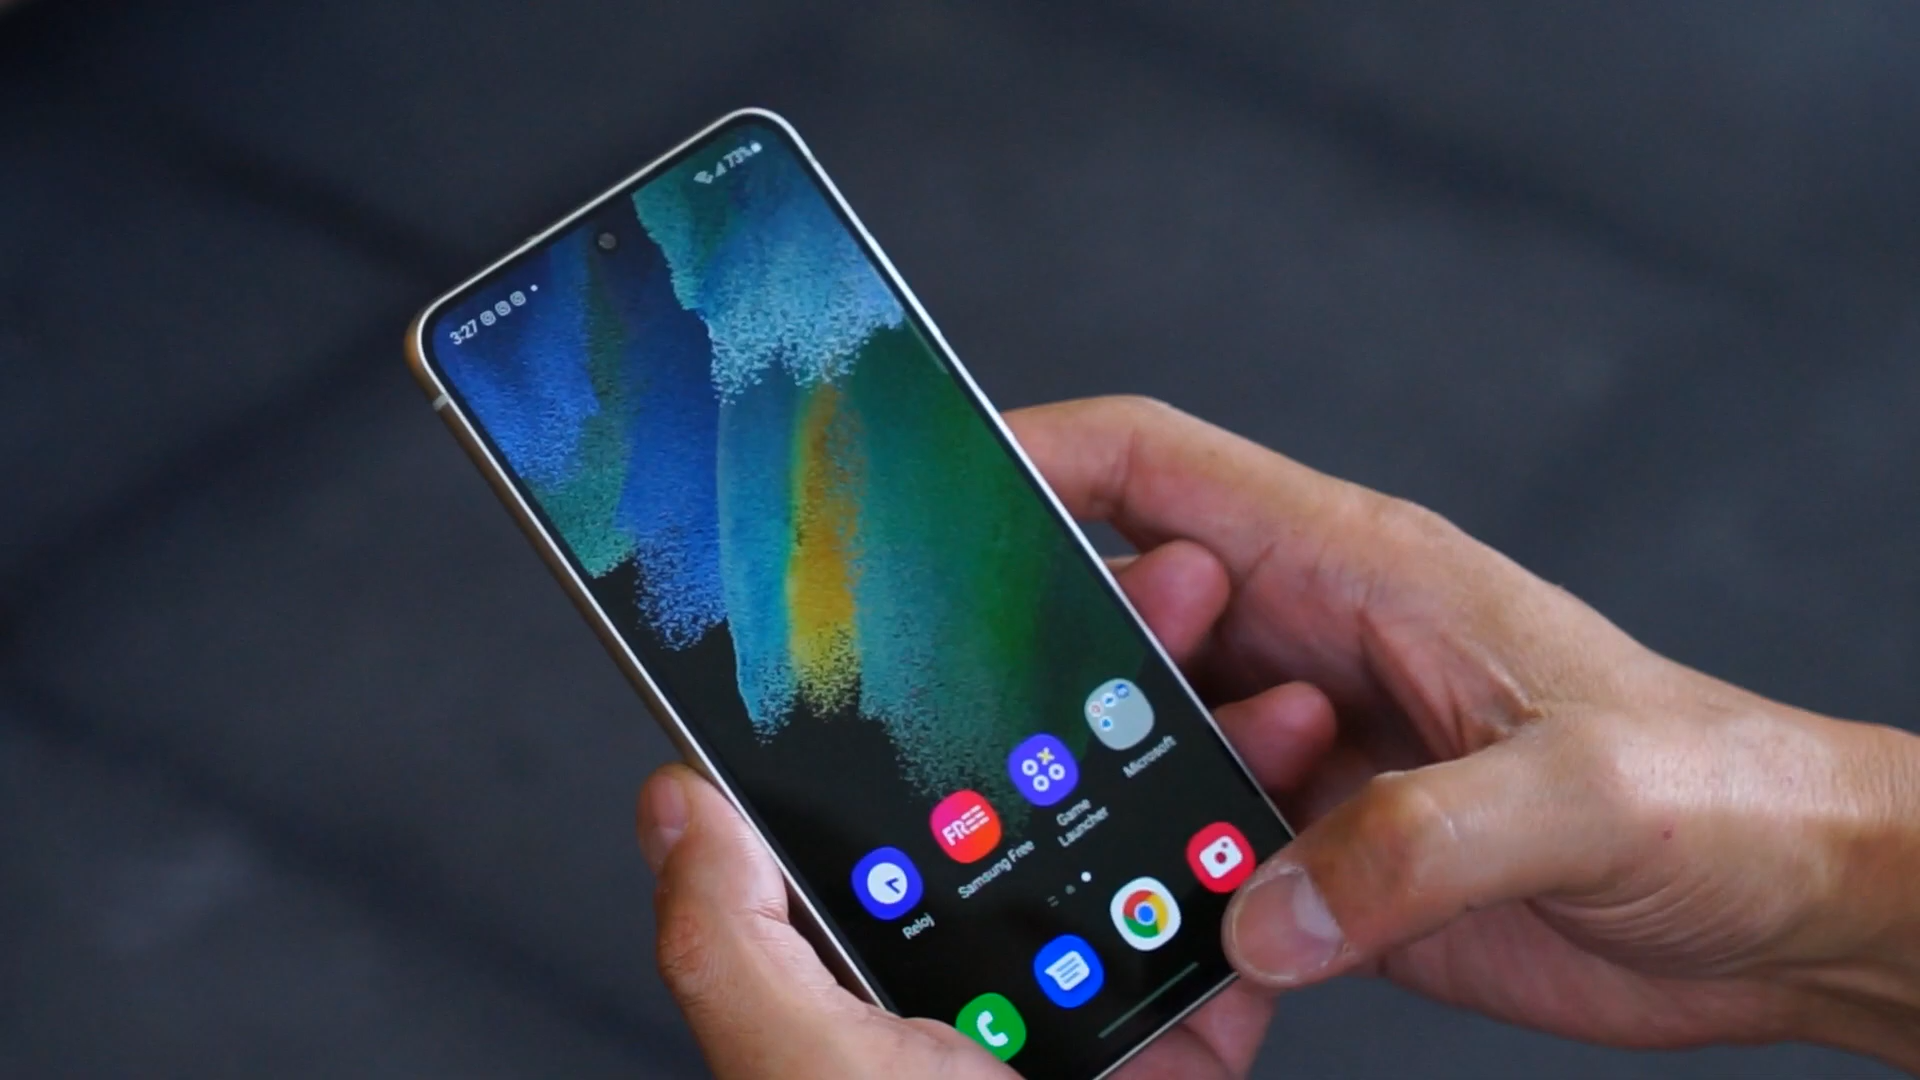 3:27
73%
Reloj
FREE
Samsung Free
Game
Launcher
Microsoft